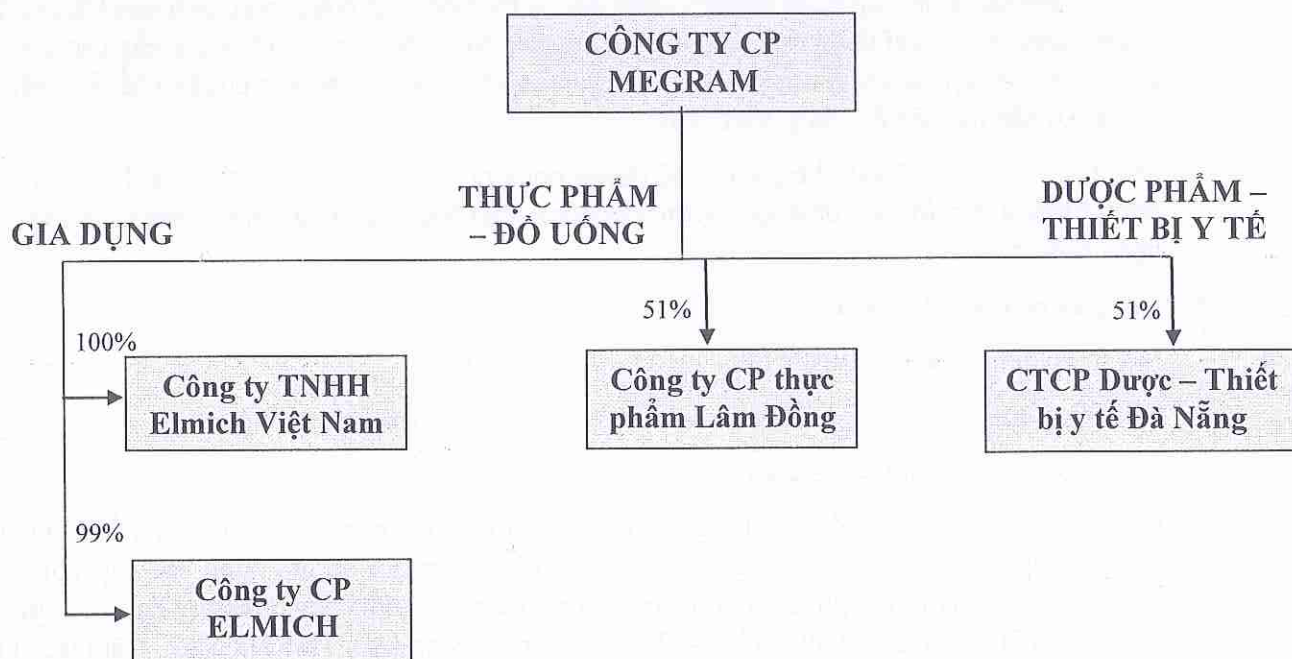 CÔNG TY CP
MEGRAM
GIA DỤNG
THỰC PHẨM
– ĐỒ UỐNG
DƯỢC PHẨM –
THIẾT BỊ Y TẾ
100%
51%
51%
Công ty TNHH
Elmich Việt Nam
Công ty CP thực
phẩm Lâm Đồng
CTCP Dược – Thiết
bị y tế Đà Nẵng
99%
Công ty CP
ELMICH